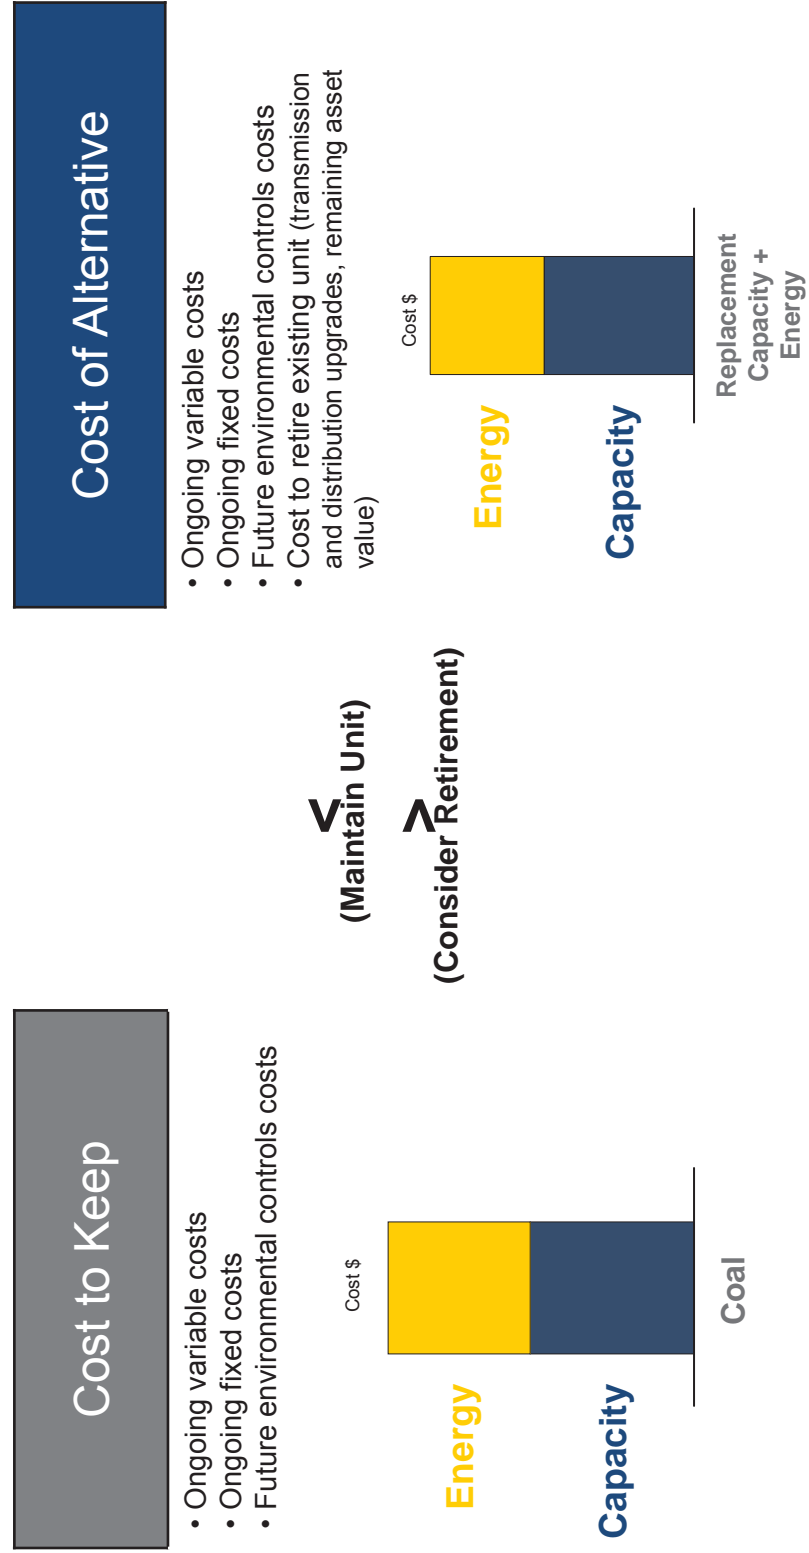 Cost to Keep
• Ongoing variable costs
• Ongoing fixed costs
• Future environmental controls costs
Cost $
Energy
Capacity
Coal
<
(Maintain Unit)
>
(Consider Retirement)
Cost of Alternative
• Ongoing variable costs
• Ongoing fixed costs
• Future environmental controls costs
• Cost to retire existing unit (transmission
and distribution upgrades, remaining asset
value)
Cost $
Energy
Capacity
Replacement
Capacity +
Energy